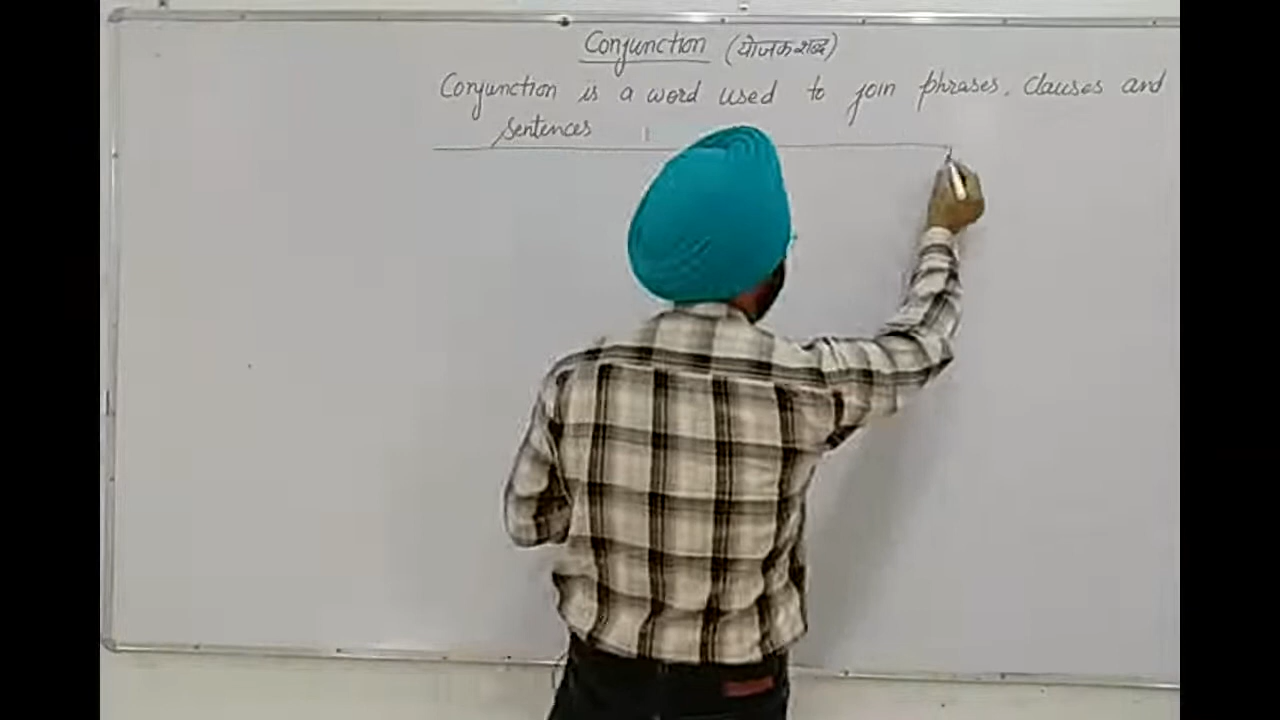 Conjunction (योजक शब्द)
Conjunction is a word used to join phrases, Clauses and
sentences